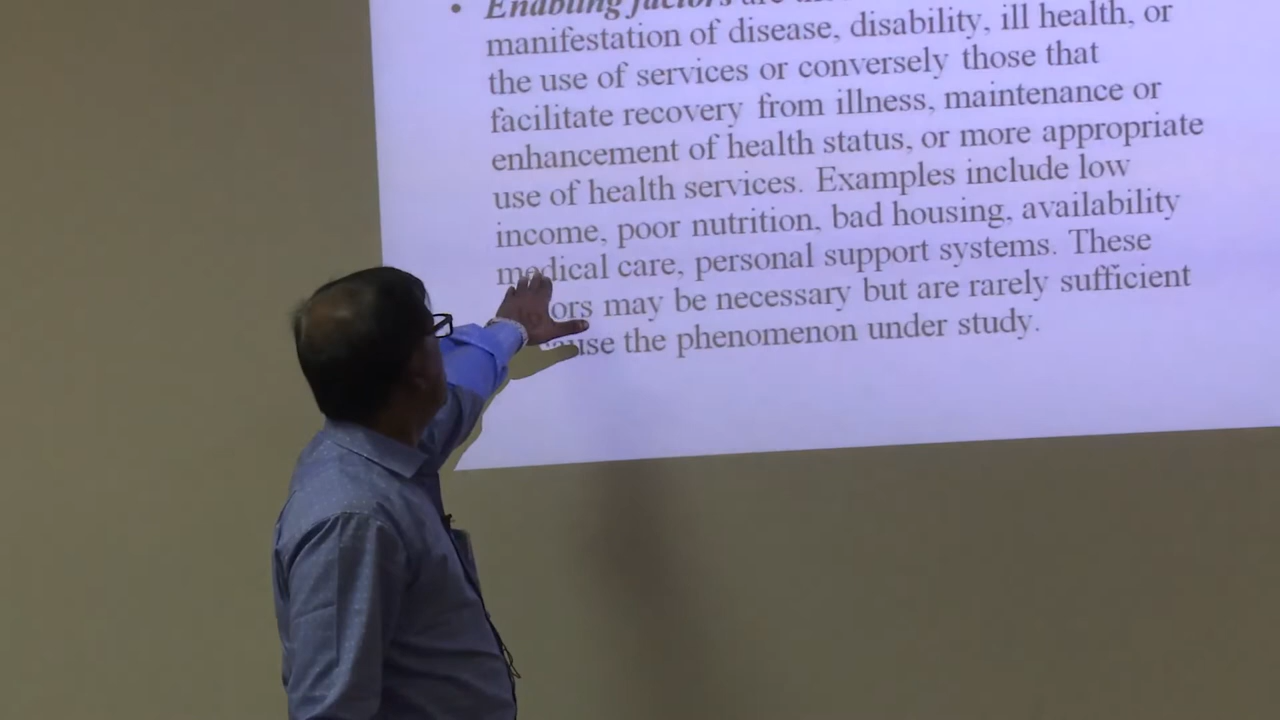 • Enabling factors are
manifestation of disease, disability, ill health, or
the use of services or conversely those that
facilitate recovery from illness, maintenance or
enhancement of health status, or more appropriate
use of health services. Examples include low
income, poor nutrition, bad housing, availability
medical care, personal support systems. These
ors may be necessary but are rarely sufficient
cause the phenomenon under study.